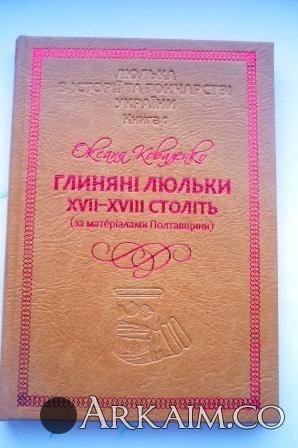 ЛЮЛЬКА
В ІСТОРІЇ ТА ГОНЧАРСТВІ
УКРАЇНИ
Книга 1
Оксана Коваленко
ГЛИНЯНІ ЛЮЛЬКИ
XVII–XVIII СТОЛІТЬ
(за матеріалами Полтавщини)
ARKAIM.CO